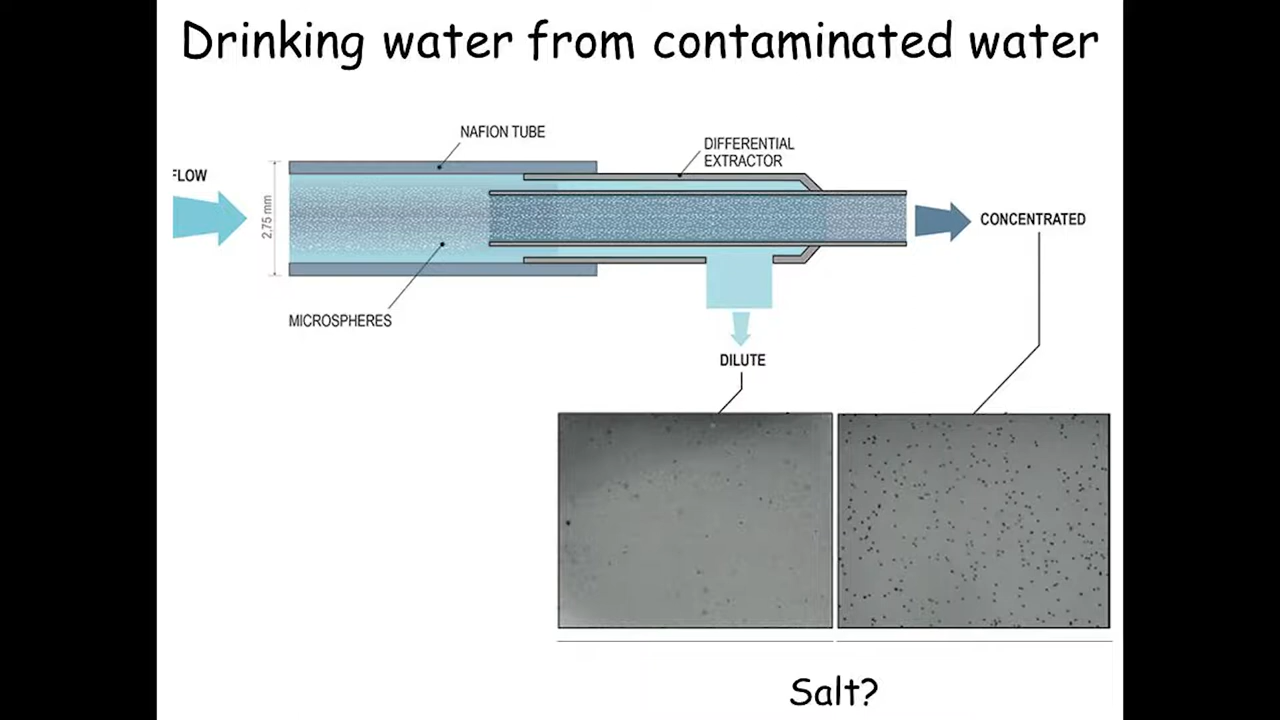 Drinking water from contaminated water
NAFION TUBE
DIFFERENTIAL
EXTRACTOR
FLOW
2,75 mm
CONCENTRATED
MICROSPHERES
DILUTE
Salt?